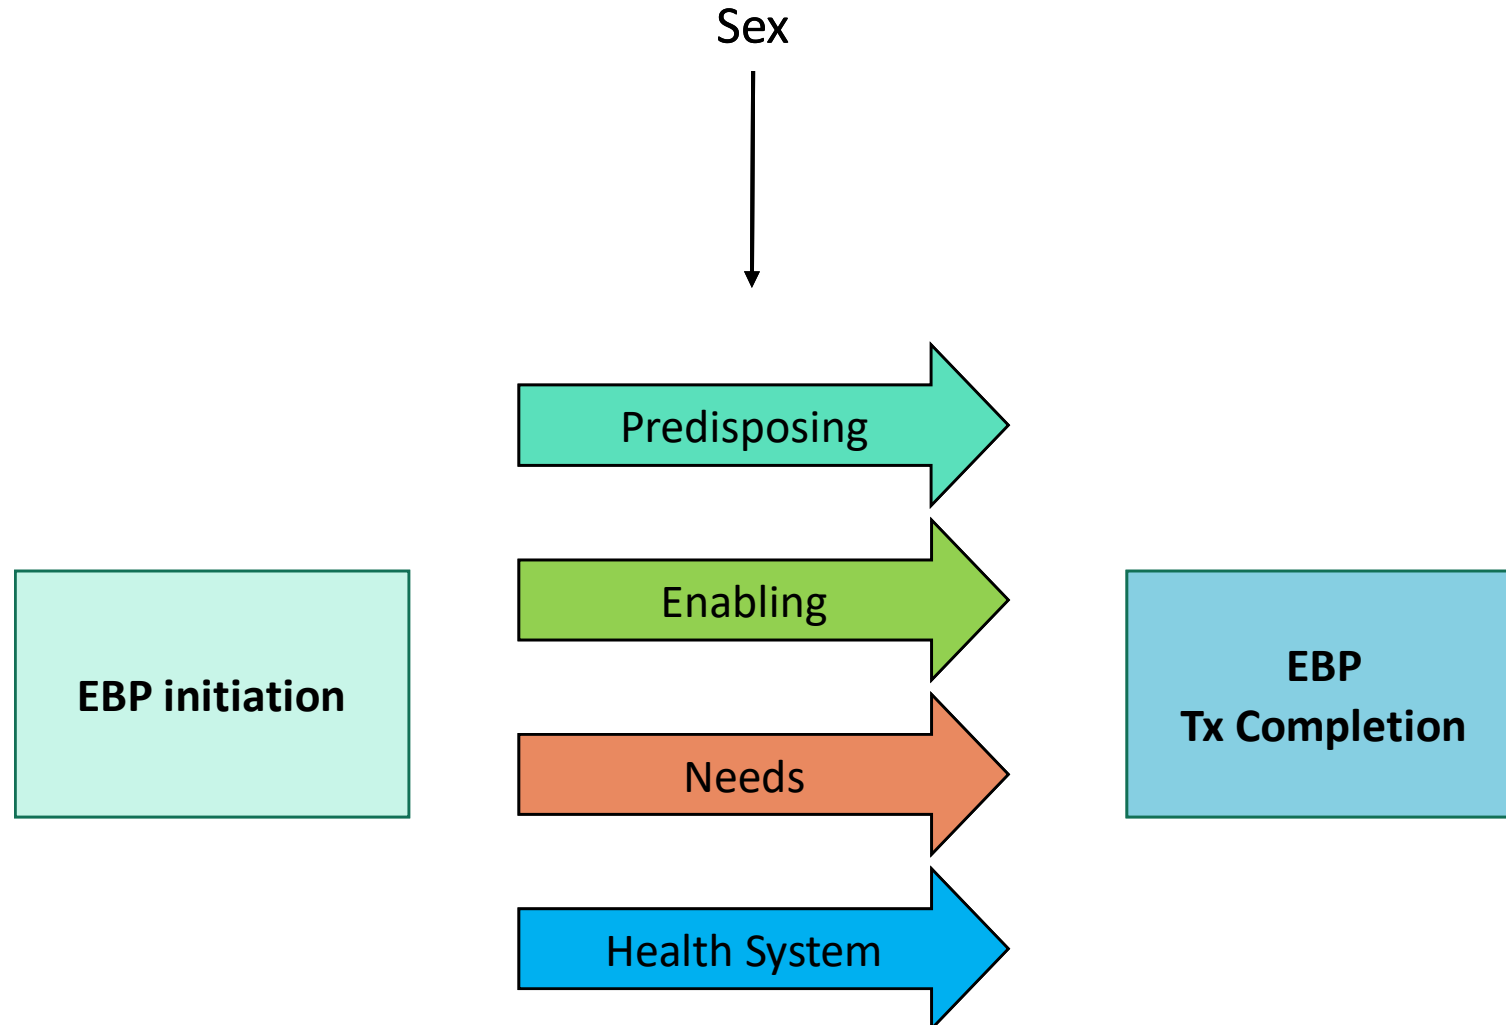 Sex
Predisposing
Enabling
EBP initiation
Needs
Health System
EBP
Tx Completion